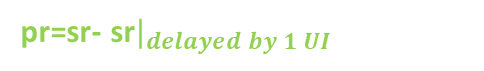 pr=sr- sr|delayed by 1 UI